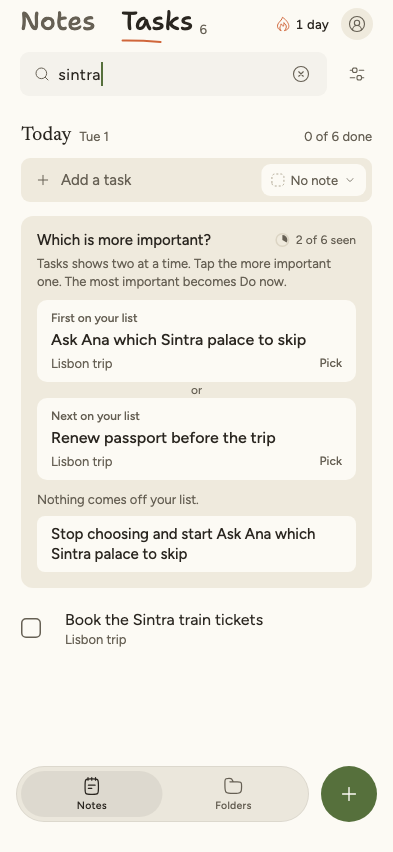 Notes
Tasks 6
1 day
sintra
Today Tue 1
0 of 6 done
Add a task
No note
Which is more important?
2 of 6 seen
Tasks shows two at a time. Tap the more important
one. The most important becomes Do now.
First on your list
Ask Ana which Sintra palace to skip
Lisbon trip
Pick
or
Next on your list
Renew passport before the trip
Lisbon trip
Pick
Nothing comes off your list.
Stop choosing and start Ask Ana which
Sintra palace to skip
Book the Sintra train tickets
Lisbon trip
Notes
Folders